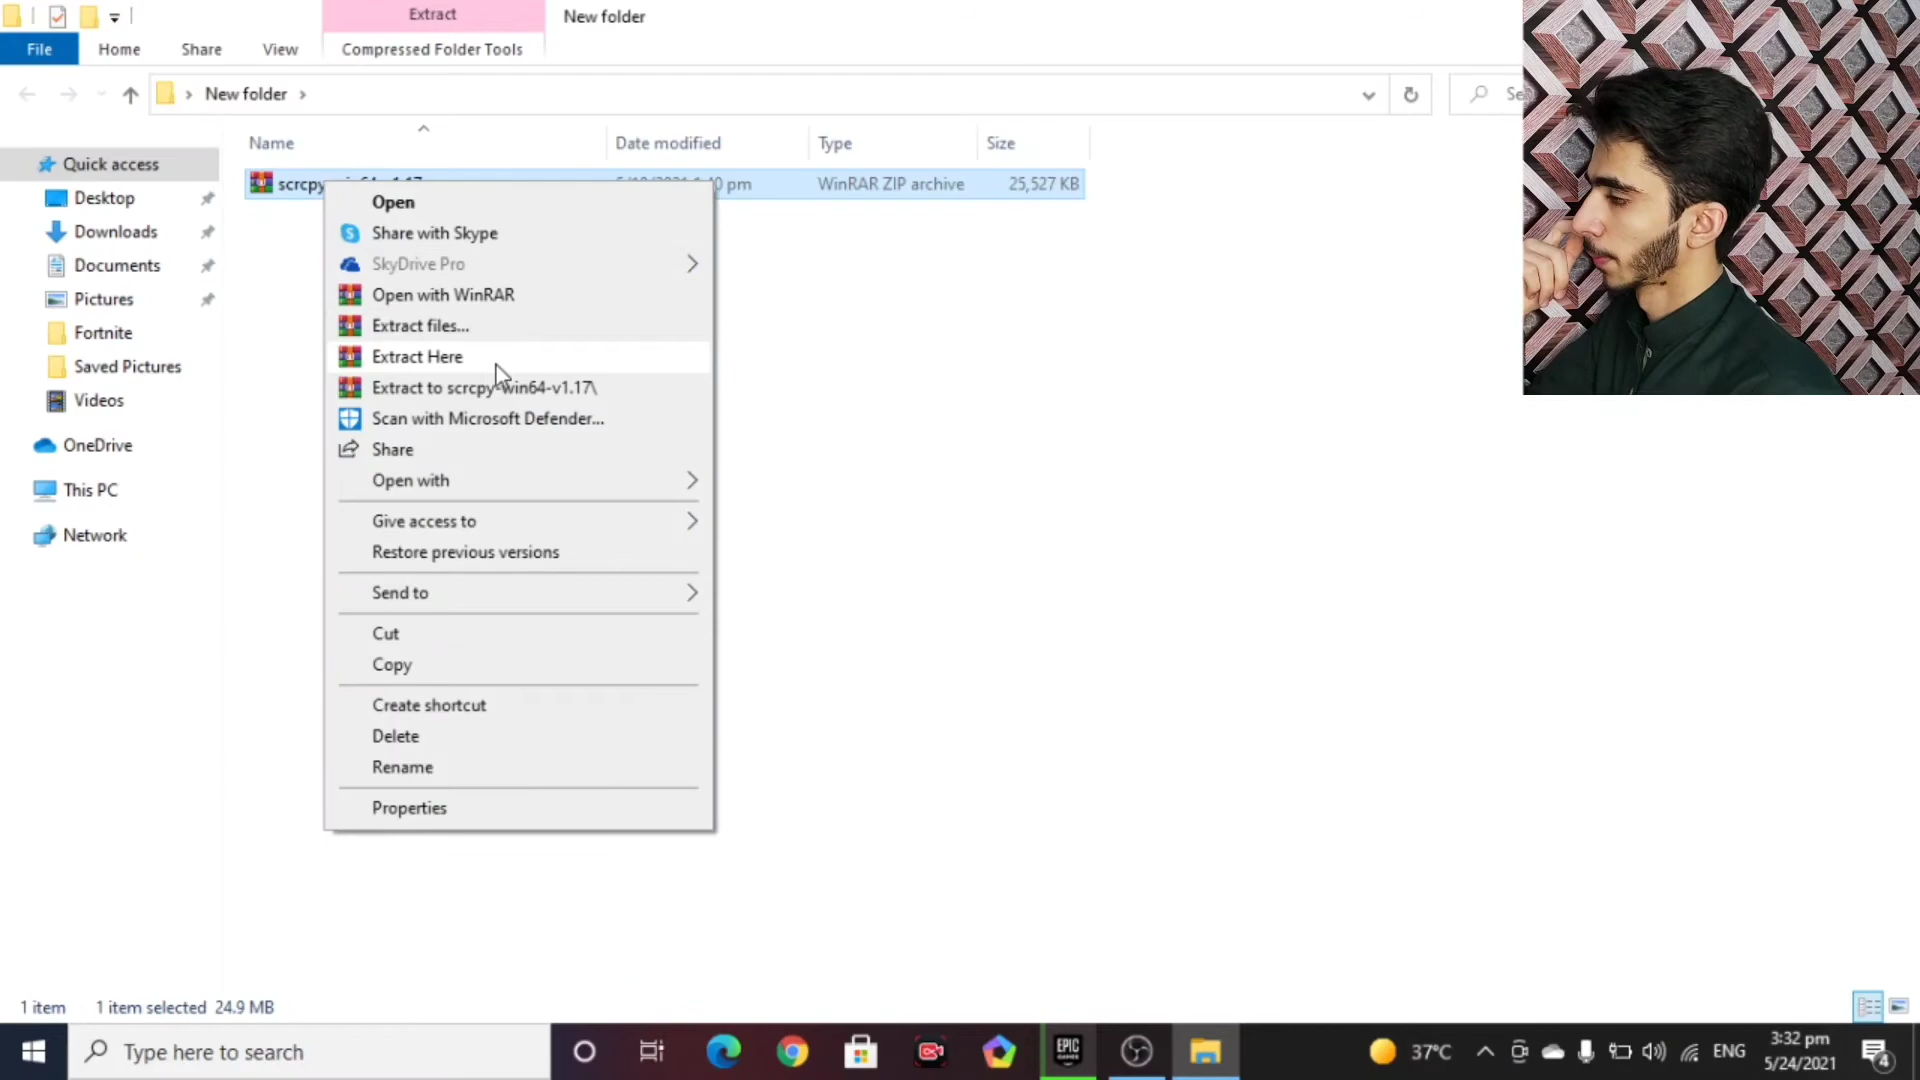 Extract
New folder
File
Home
Share
View
Compressed Folder Tools
New folder
Name
Date modified
Type
Size
Quick access
scrcpy
pm
WinRAR ZIP archive
25,527 KB
Desktop
Downloads
Documents
Pictures
Fortnite
Saved Pictures
Videos
OneDrive
This PC
Network
Open
Share with Skype
SkyDrive Pro
Open with WinRAR
Extract files...
Extract Here
Extract to scrcpy-win64-v1.17\
Scan with Microsoft Defender...
Share
Open with
Give access to
Restore previous versions
Send to
Cut
Copy
Create shortcut
Delete
Rename
Properties
1 item
1 item selected 24.9 MB
Type here to search
EPIC
GAMES
37°C
ENG
3:32 pm
5/24/2021
4